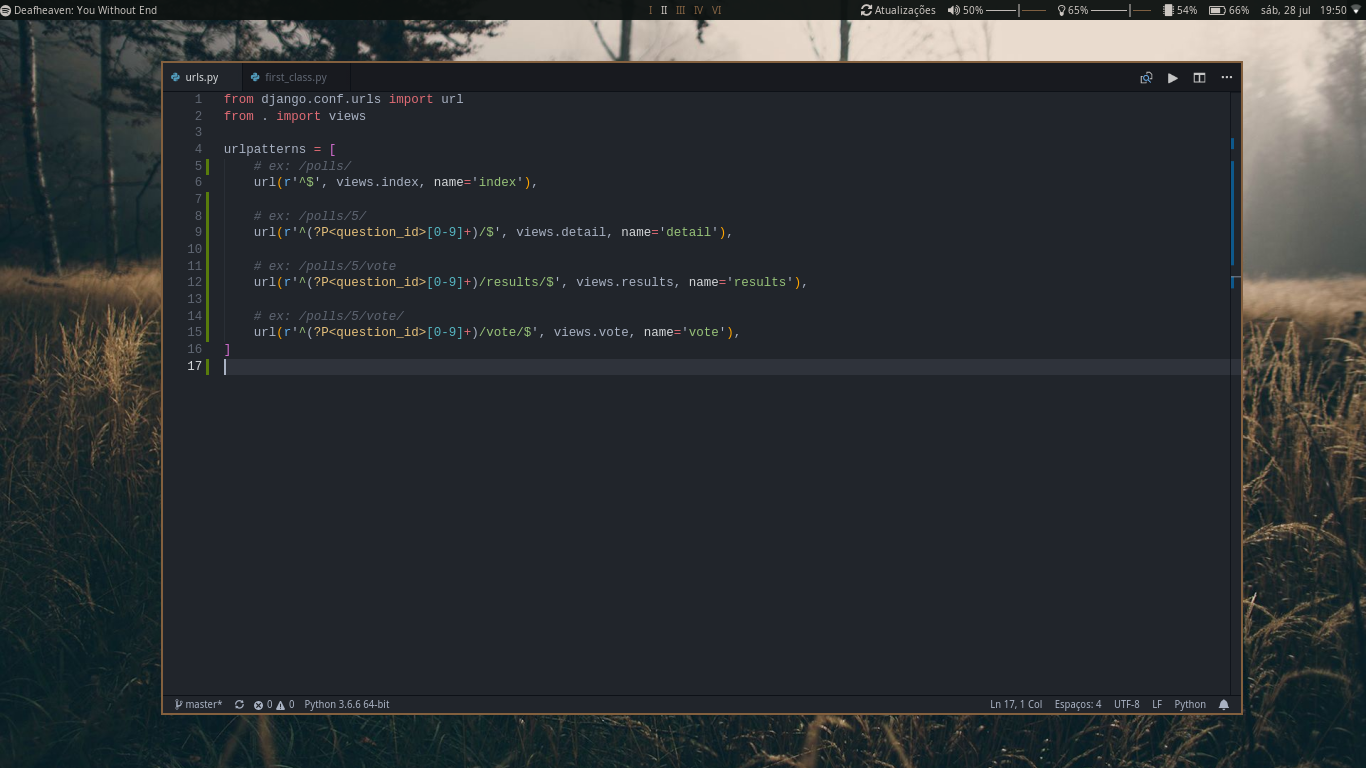 Deafheaven: You Without End
I II III IV VI
Atualizações 50% 65% 54% 66% sáb, 28 jul 19:50
urls.py first_class.py
1 from django.conf.urls import url
2 from . import views
3
4 urlpatterns = [
5 # ex: /polls/
6 url(r'^$', views.index, name='index'),
7
8 # ex: /polls/5/
9 url(r'^(?P<question_id>[0-9]+)/$', views.detail, name='detail'),
10
11 # ex: /polls/5/vote
12 url(r'^(?P<question_id>[0-9]+)/results/$', views.results, name='results'),
13
14 # ex: /polls/5/vote/
15 url(r'^(?P<question_id>[0-9]+)/vote/$', views.vote, name='vote'),
16 ]
17
master* 0 0 Python 3.6.6 64-bit
Ln 17, 1 Col Espaços: 4 UTF-8 LF Python